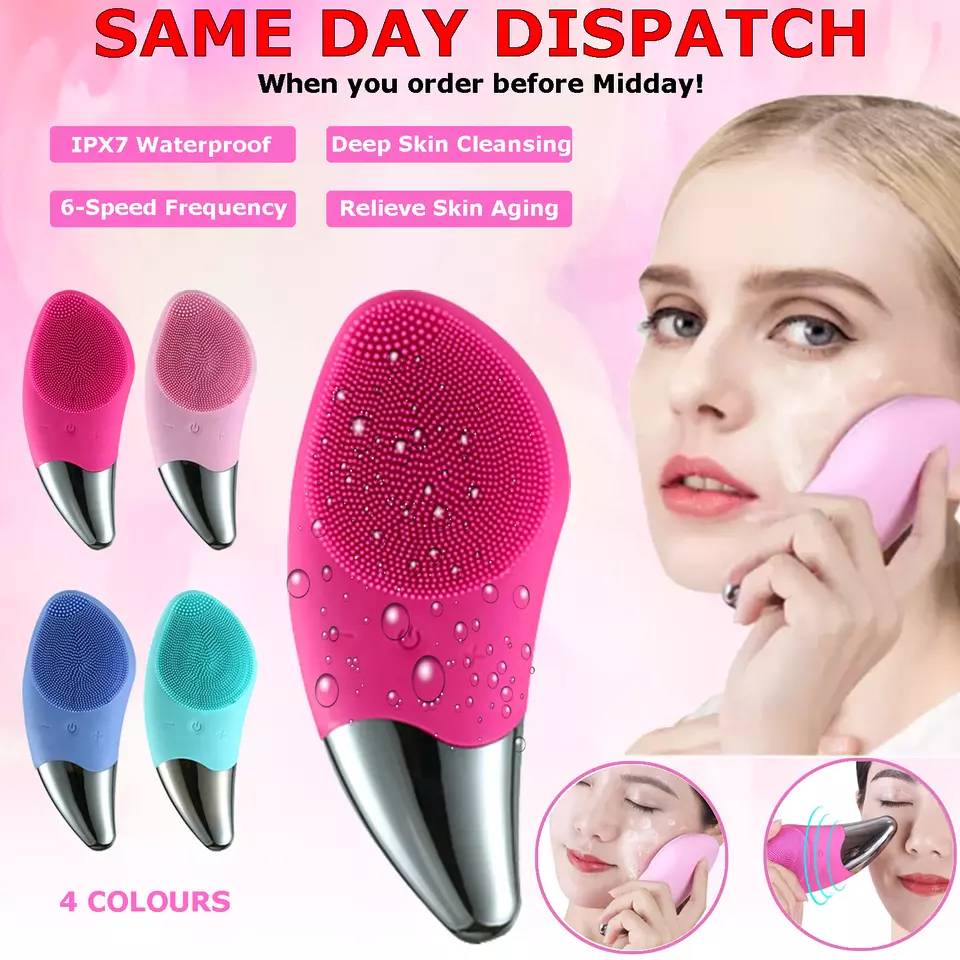 SAME DAY DISPATCH
When you order before Midday!
IPX7 Waterproof
Deep Skin Cleansing
6-Speed Frequency
Relieve Skin Aging
4 COLOURS